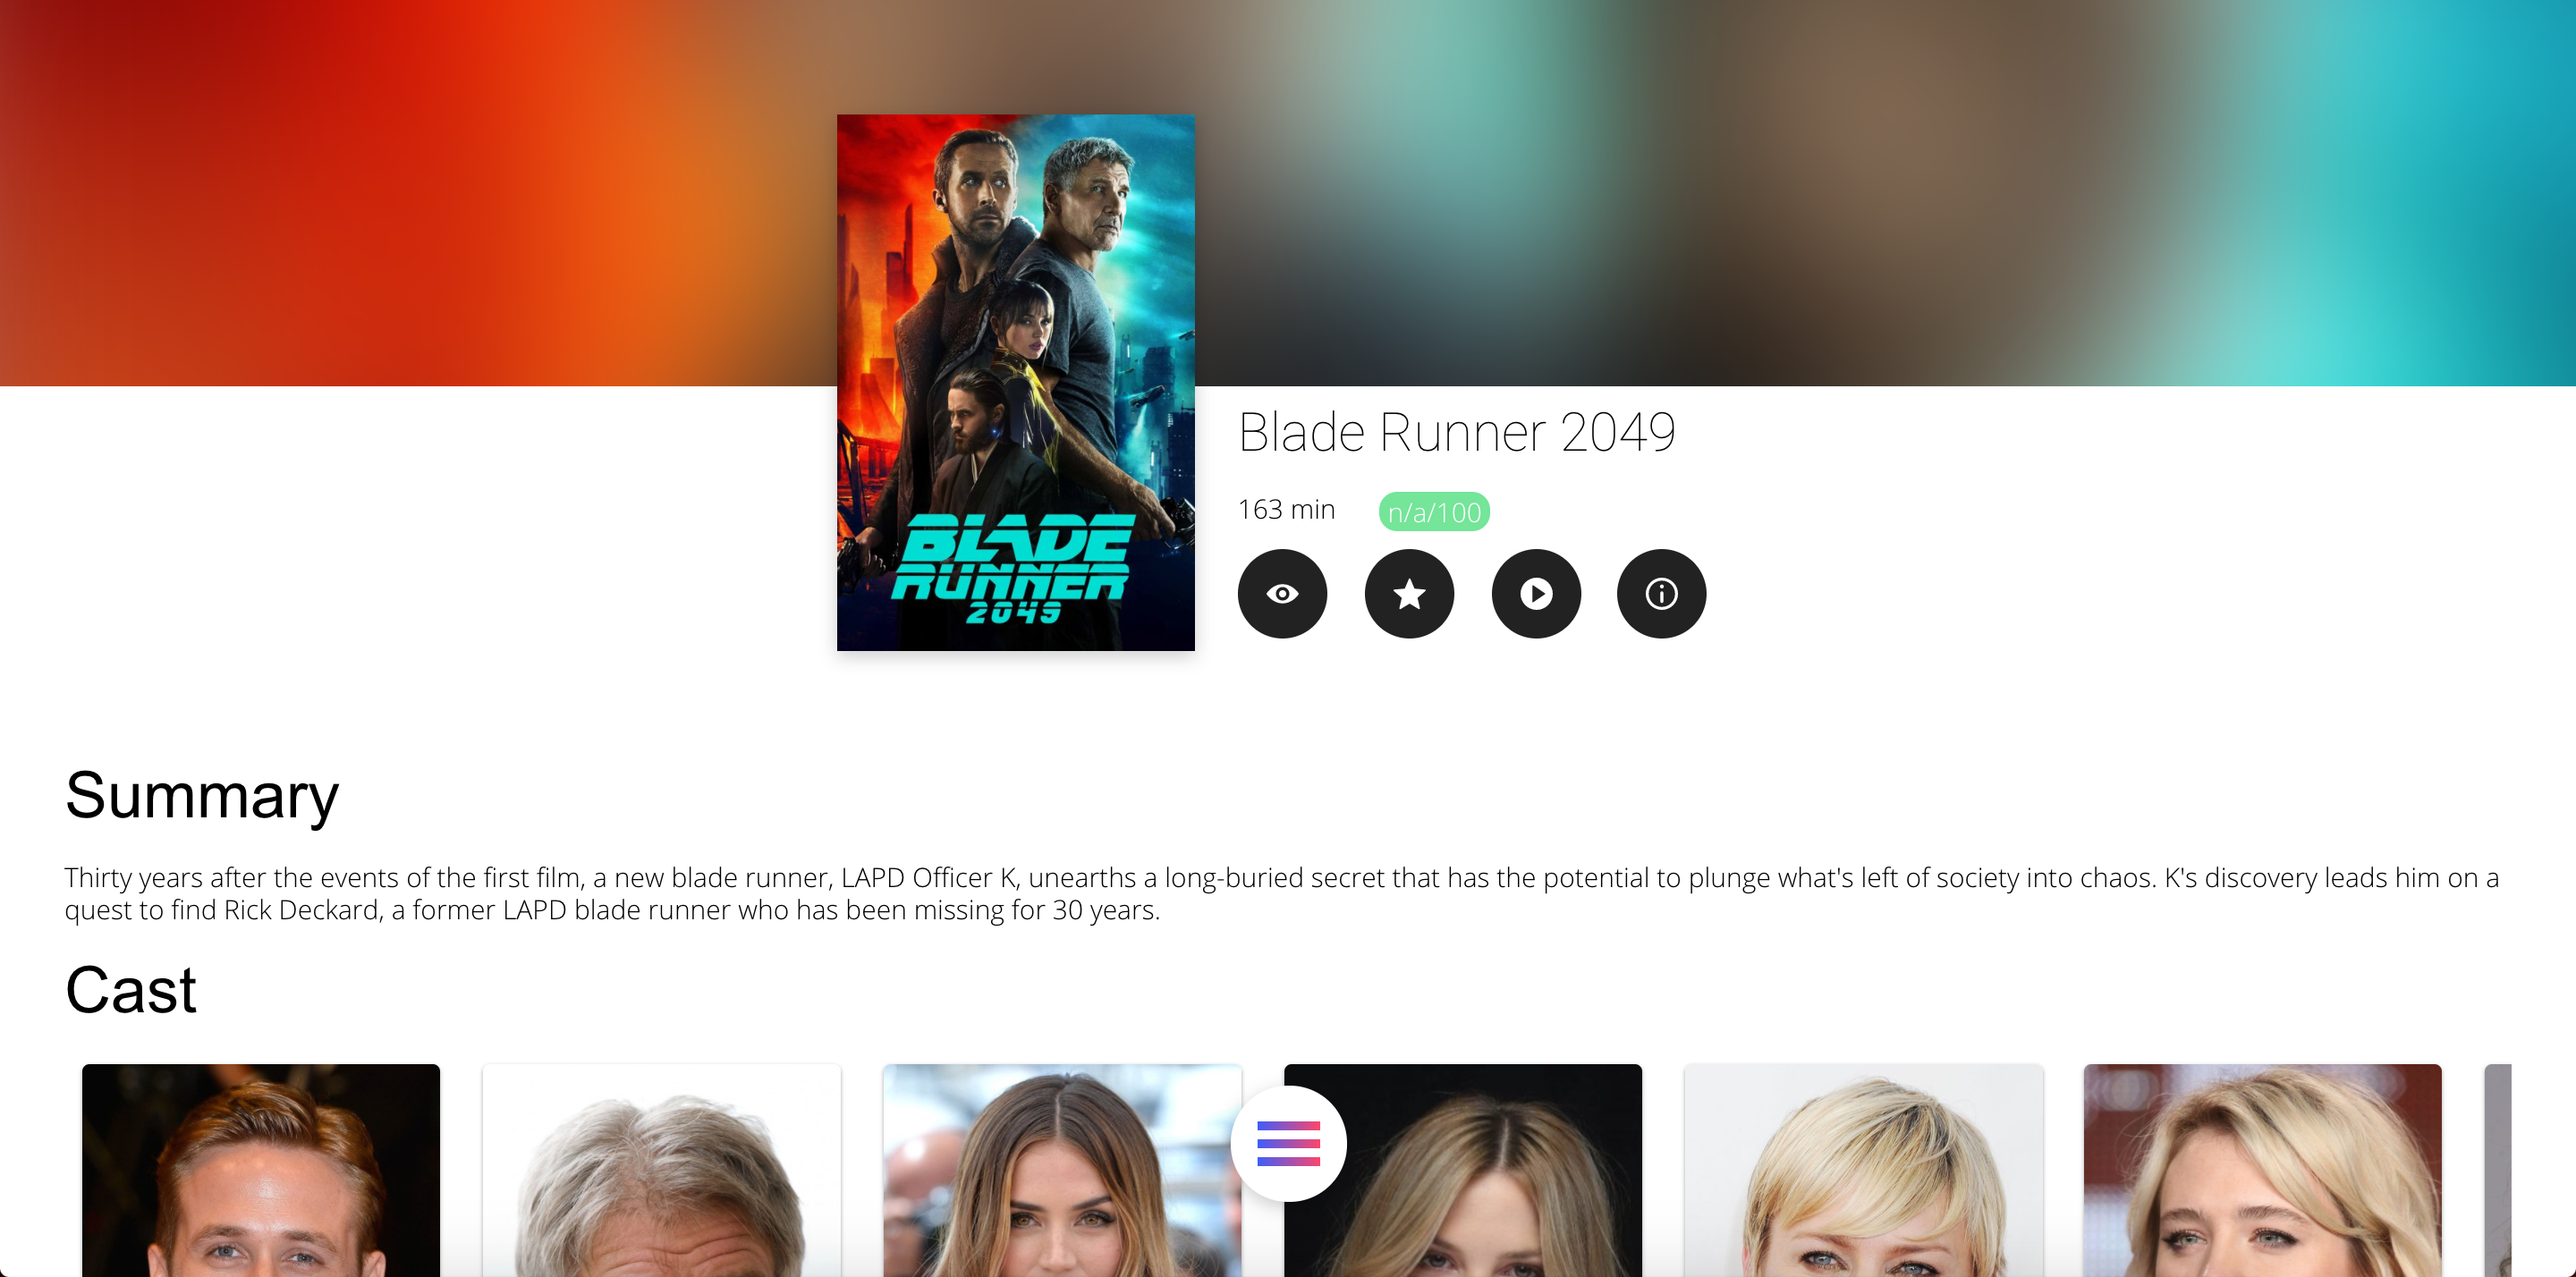 BLADE
RUNNER
2049
Blade Runner 2049
163 min
n/a/100
Summary
Thirty years after the events of the first film, a new blade runner, LAPD Officer K, unearths a long-buried secret that has the potential to plunge what's left of society into chaos. K's discovery leads him on a
quest to find Rick Deckard, a former LAPD blade runner who has been missing for 30 years.
Cast